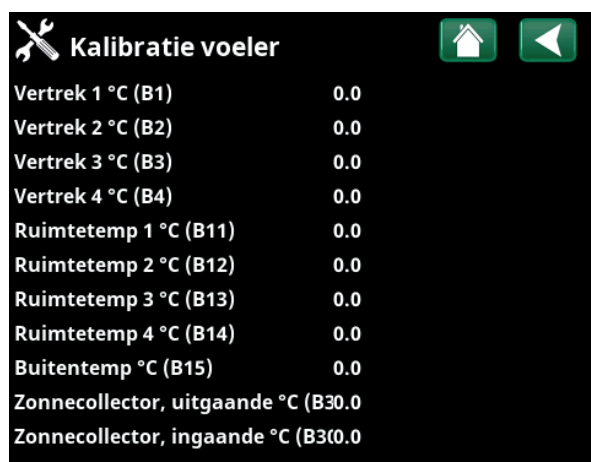 Kalibratie voeler
Vertrek 1 °C (B1) 0.0
Vertrek 2 °C (B2) 0.0
Vertrek 3 °C (B3) 0.0
Vertrek 4 °C (B4) 0.0
Ruimtetemp 1 °C (B11) 0.0
Ruimtetemp 2 °C (B12) 0.0
Ruimtetemp 3 °C (B13) 0.0
Ruimtetemp 4 °C (B14) 0.0
Buitentemp °C (B15) 0.0
Zonnecollector, uitgaande °C (B3 0.0
Zonnecollector, ingaande °C (B3 0.0